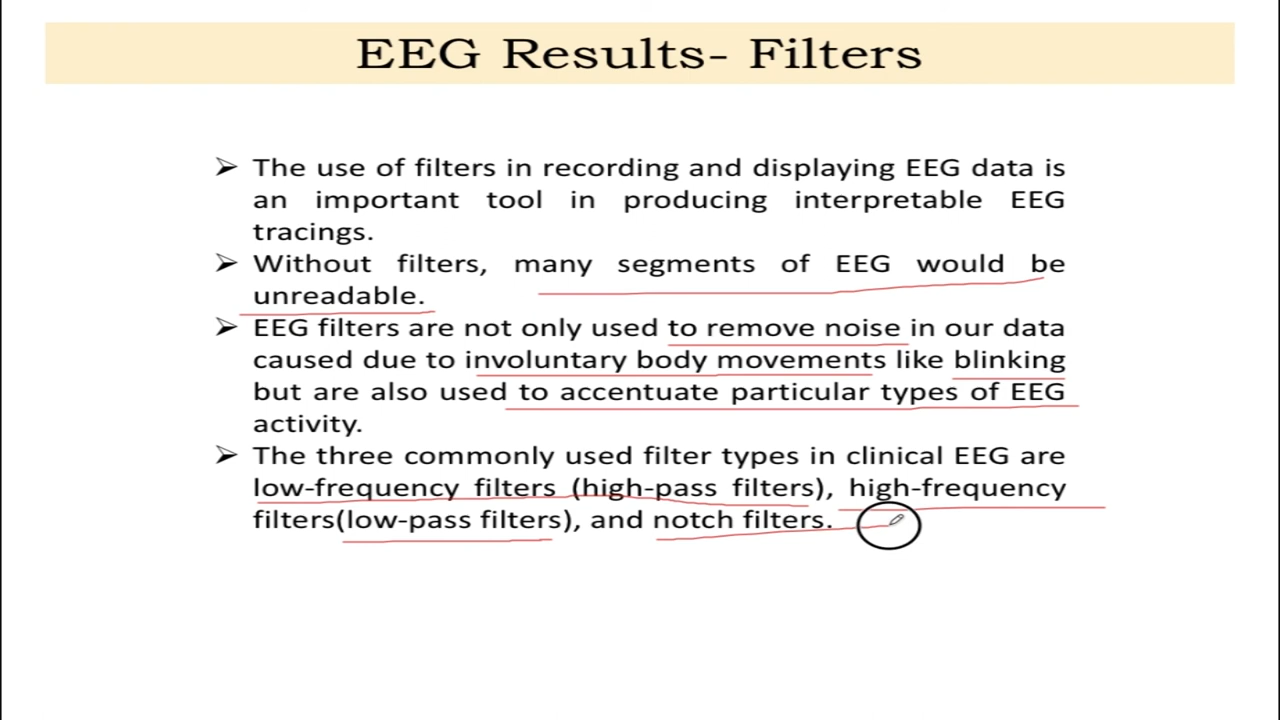 EEG Results- Filters
➢ The use of filters in recording and displaying EEG data is
an important tool in producing interpretable EEG
tracings.
➢ Without filters, many segments of EEG would be
unreadable.
➢ EEG filters are not only used to remove noise in our data
caused due to involuntary body movements like blinking
but are also used to accentuate particular types of EEG
activity.
➢ The three commonly used filter types in clinical EEG are
low-frequency filters (high-pass filters), high-frequency
filters(low-pass filters), and notch filters.